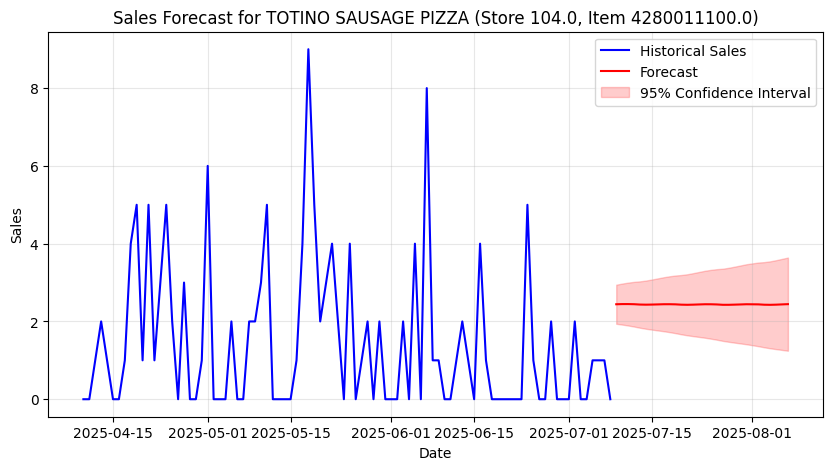 Sales Forecast for TOTINO SAUSAGE PIZZA (Store 104.0, Item 4280011100.0)
Historical Sales
Forecast
95% Confidence Interval
Sales
8
6
4
2
0
2025-04-15 2025-05-01 2025-05-15 2025-06-01 2025-06-15 2025-07-01 2025-07-15 2025-08-01
Date